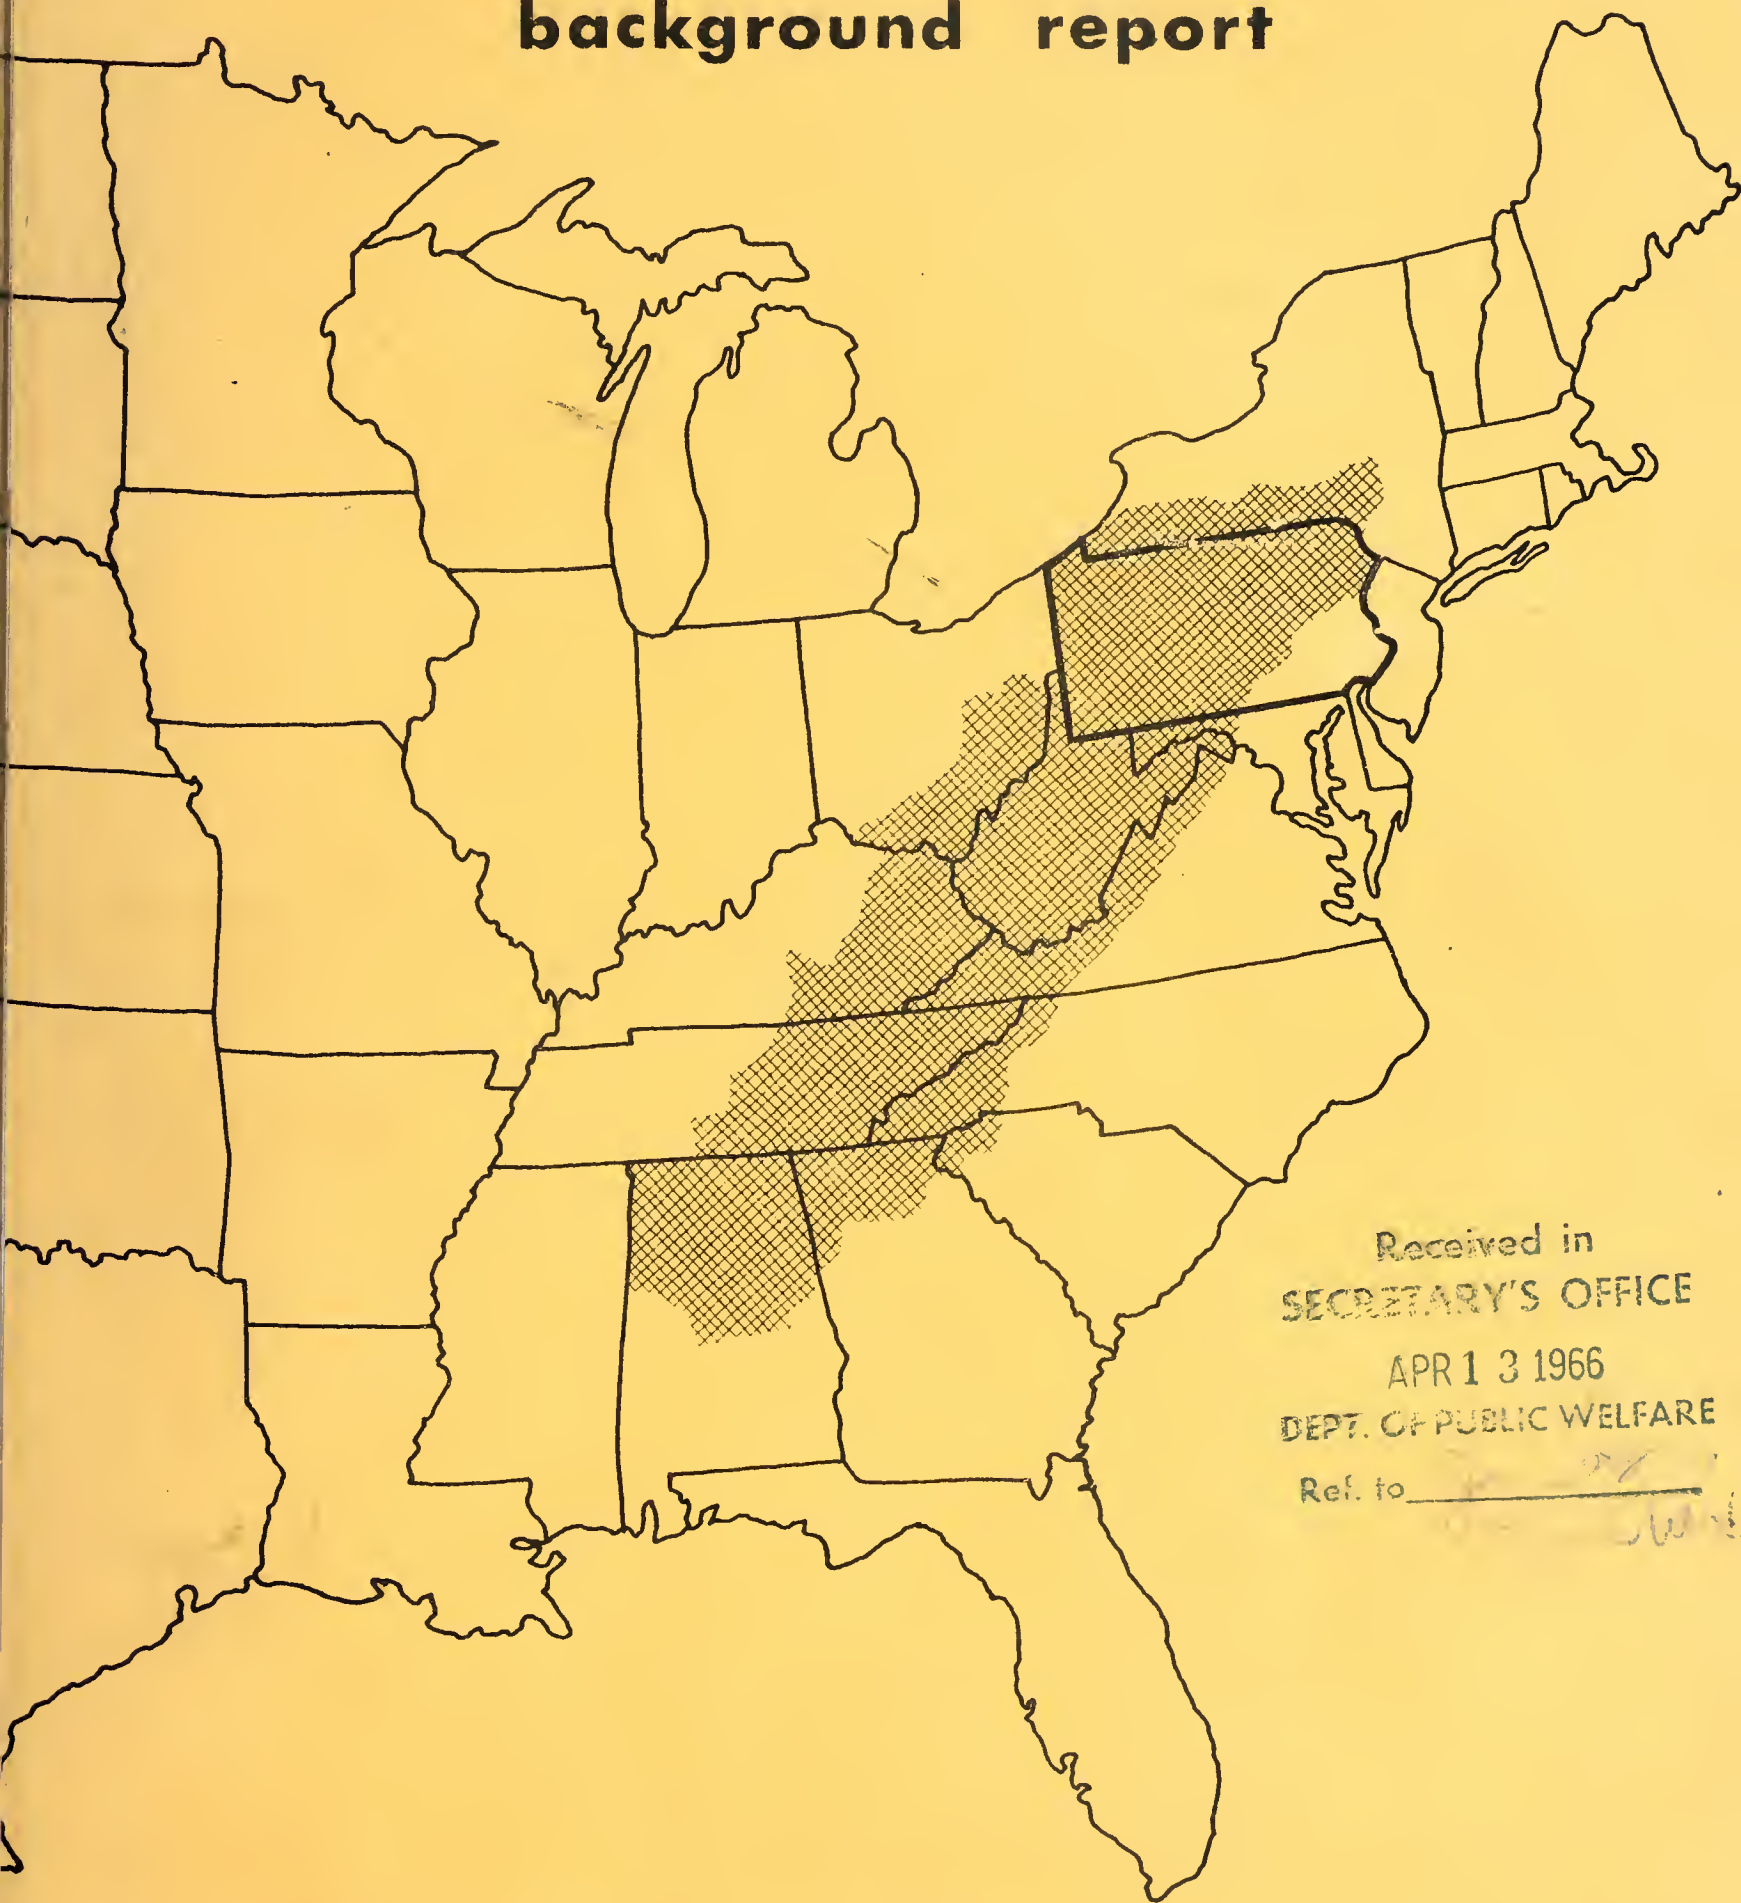 background report
Received in
SECRETARY'S OFFICE
APR 13 1966
DEPT. OF PUBLIC WELFARE
Ref. to